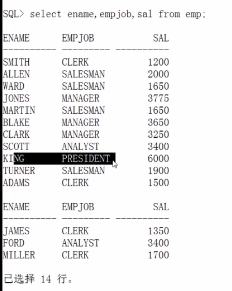 SQL> select ename,empjob,sal from emp;
ENAME EMPJOB SAL
---------- --------- ----------
SMITH CLERK 1200
ALLEN SALESMAN 2000
WARD SALESMAN 1650
JONES MANAGER 3775
MARTIN SALESMAN 1650
BLAKE MANAGER 3650
CLARK MANAGER 3250
SCOTT ANALYST 3400
KING PRESIDENT 6000
TURNER SALESMAN 1900
ADAMS CLERK 1500
ENAME EMPJOB SAL
---------- --------- ----------
JAMES CLERK 1350
FORD ANALYST 3400
MILLER CLERK 1700
已选择 14 行。